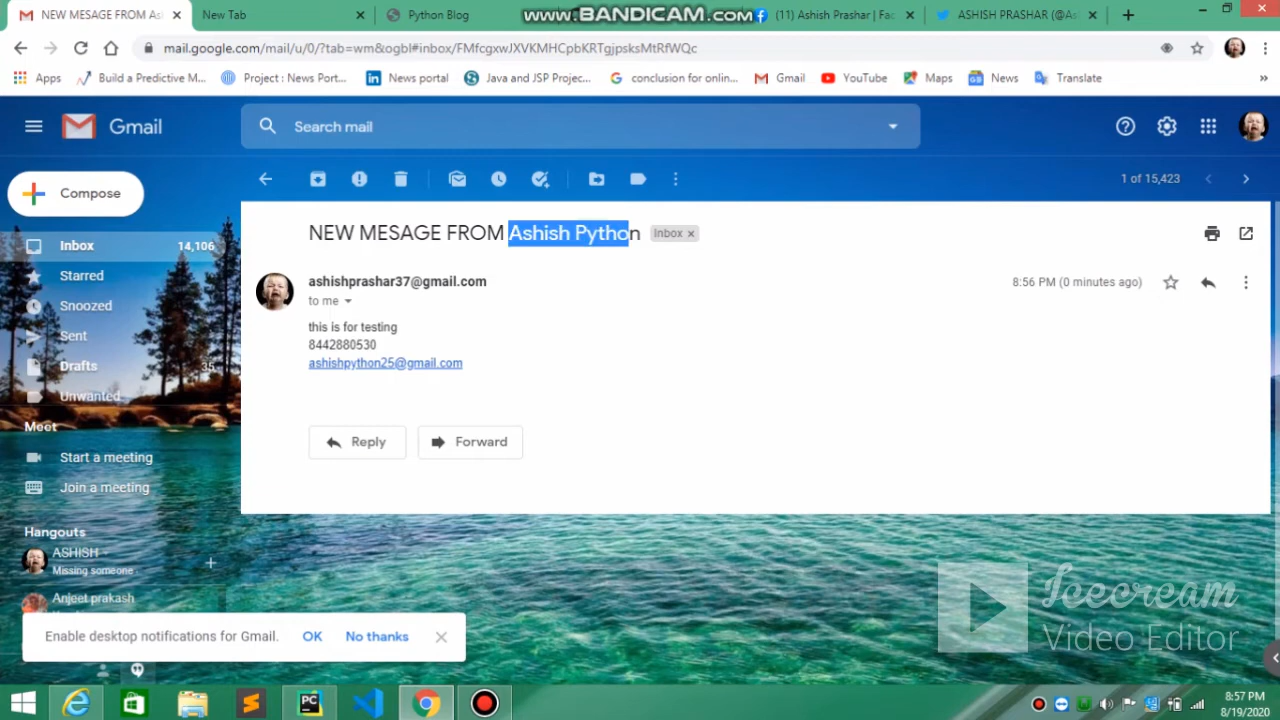 NEW MESAGE FROM Ash
New Tab
Python Blog
www.BANDICAM.com
(11) Ashish Prashar | Fac
ASHISH PRASHAR (@As
mail.google.com/mail/u/0/?tab=wm&ogbl#inbox/FMfcgxwJXVKMHCpbKRTgjpsksMtRfWQc
Apps
Build a Predictive M...
Project : News Port...
News portal
Java and JSP Projec...
conclusion for onlin...
Gmail
YouTube
Maps
News
Translate
»
Gmail
Search mail
Compose
1 of 15,423
NEW MESAGE FROM Ashish Python
Inbox x
Inbox 14,106
Starred
Snoozed
Sent
Drafts 35
Unwanted
ashishprashar37@gmail.com
8:56 PM (0 minutes ago)
to me
this is for testing
8442880530
ashishpython25@gmail.com
Reply
Forward
Meet
Start a meeting
Join a meeting
Hangouts
ASHISH
Missing someone
Anjeet prakash
Enable desktop notifications for Gmail.
OK
No thanks
Icecream
Video Editor
PC
8:57 PM
8/19/2020